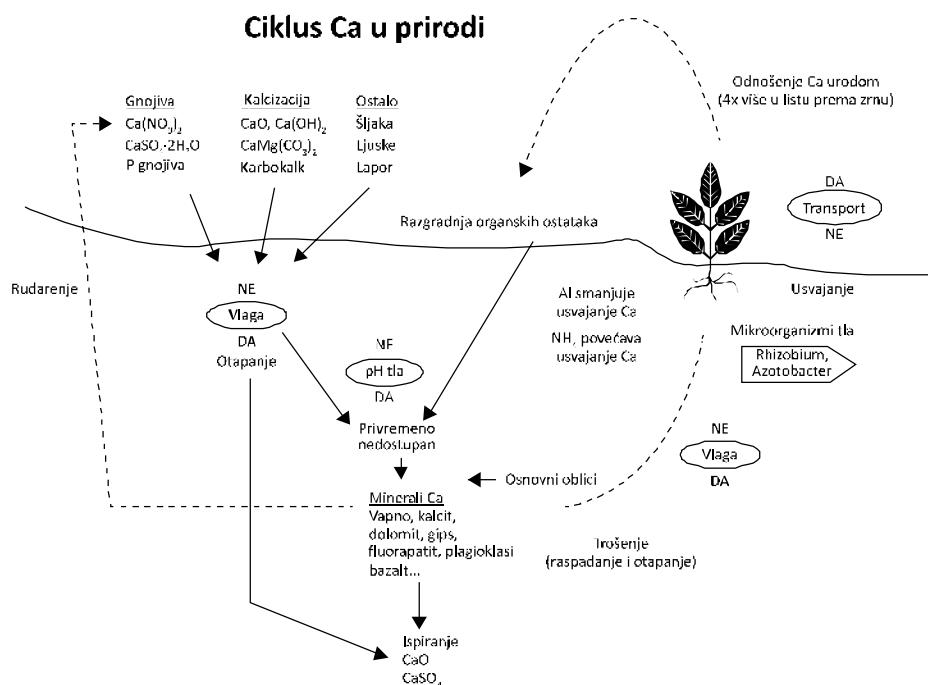 Ciklus Ca u prirodi
Gnojiva
Ca(NO₃)₂
CaSO₄·2H₂O
P gnojiva
Kalcizacija
CaO, Ca(OH)₂
CaMg(CO₃)₂
Karbokalk
Ostalo
Šljaka
Ljuske
Lapor
Odnošenje Ca urodom
(4x više u listu prema zrnu)
DA
Transport
NE
Razgradnja organskih ostataka
Rudarenje
NE
Vlaga
DA
Otapanje
Al smanjuje
usvajanje Ca
NH₄ povećava
usvajanje Ca
Usvajanje
Mikroorganizmi tla
Rhizobium,
Azotobacter
NE
pH tla
DA
Privremeno
nedostupan
NE
Vlaga
DA
Osnovni oblici
Minerali Ca
Vapno, kalcit,
dolomit, gips,
fluorapatit, plagioklasi
bazalt...
Trošenje
(raspadanje i otapanje)
Ispiranje
CaO
CaSO₄